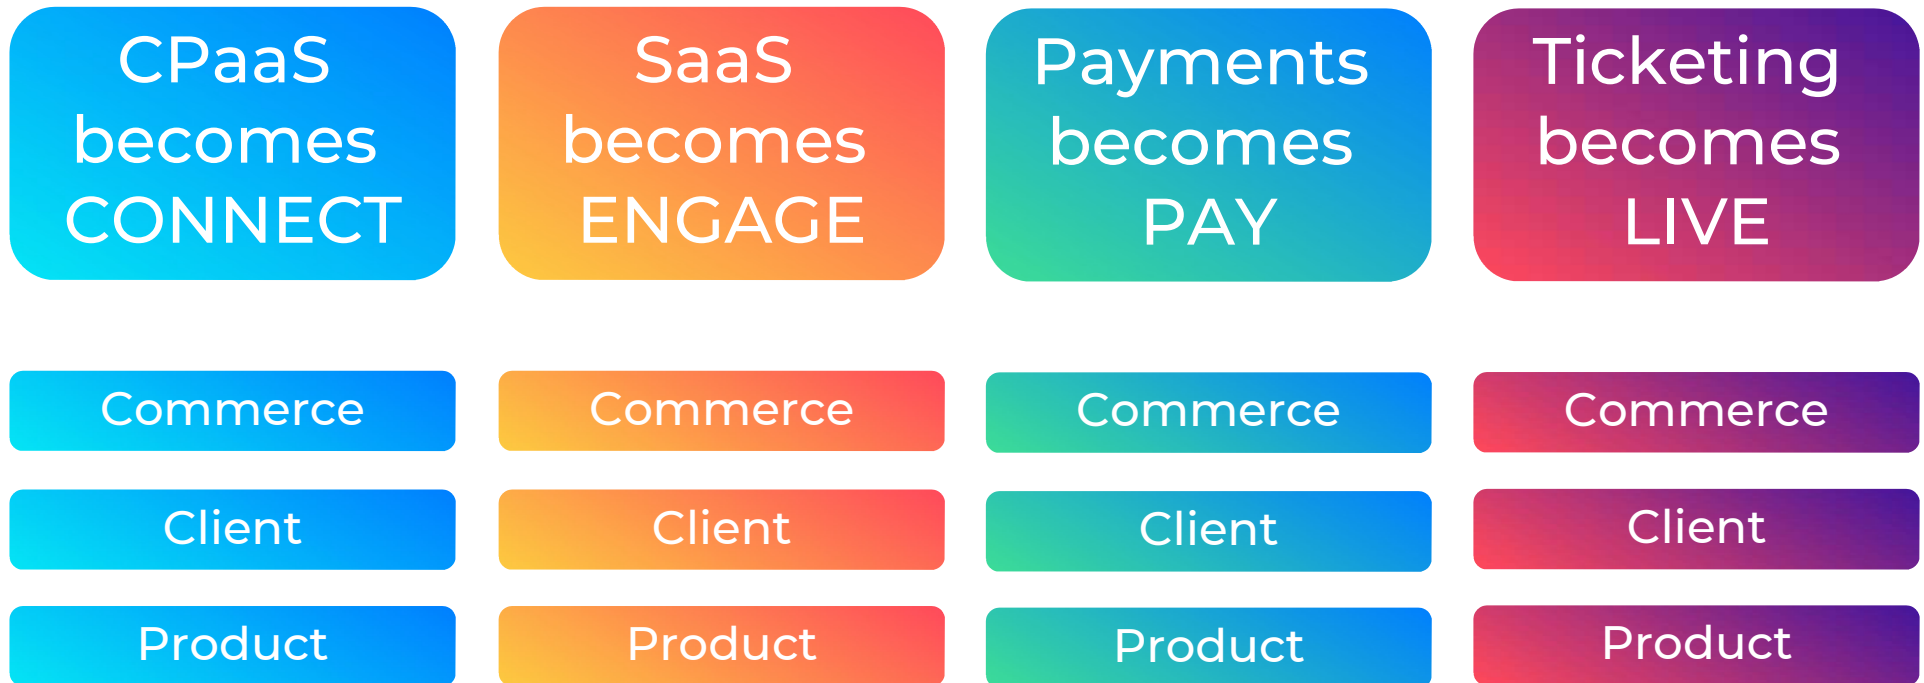 CPaaS
becomes
CONNECT
SaaS
becomes
ENGAGE
Payments
becomes
PAY
Ticketing
becomes
LIVE
Commerce
Commerce
Commerce
Commerce
Client
Client
Client
Client
Product
Product
Product
Product